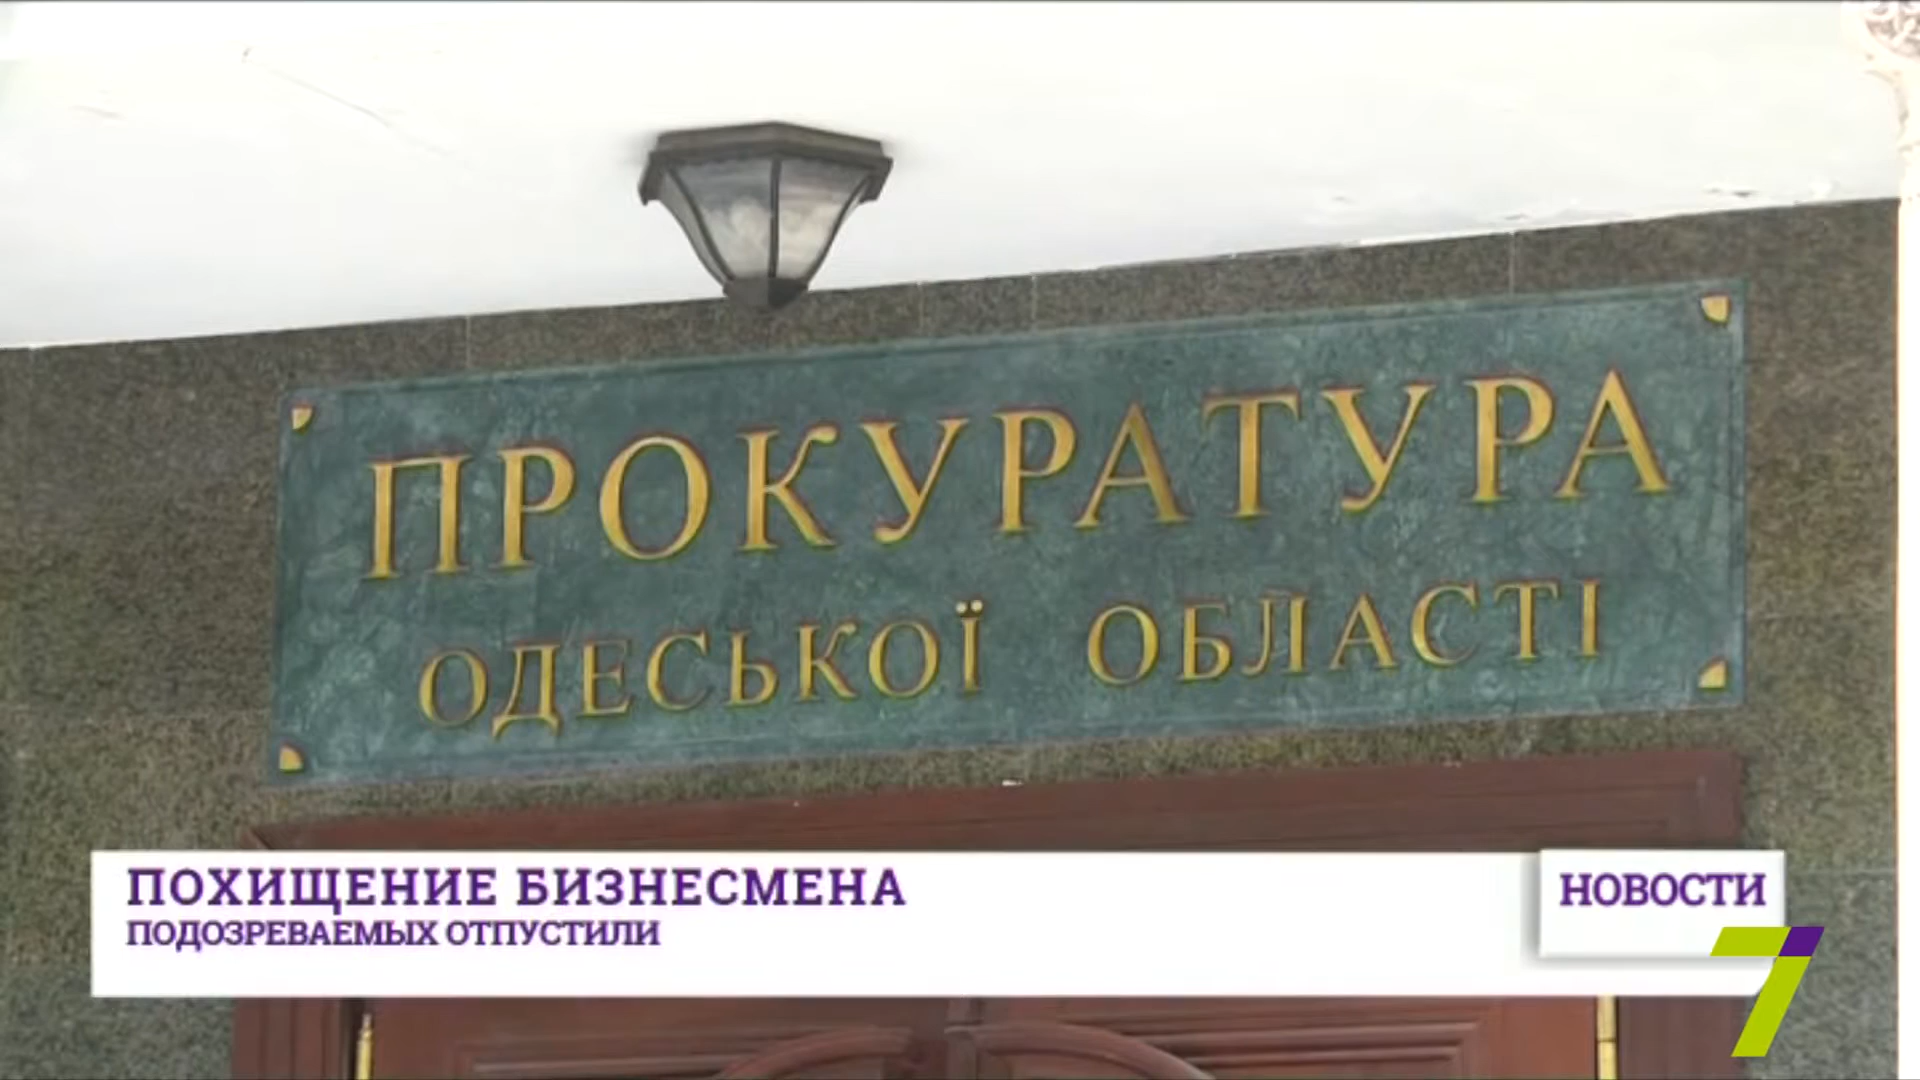 ПРОКУРАТУРА
ОДЕСЬКОЇ ОБЛАСТІ
ПОХИЩЕНИЕ БИЗНЕСМЕНА
ПОДОЗРЕВАЕМЫХ ОТПУСТИЛИ
НОВОСТИ
7